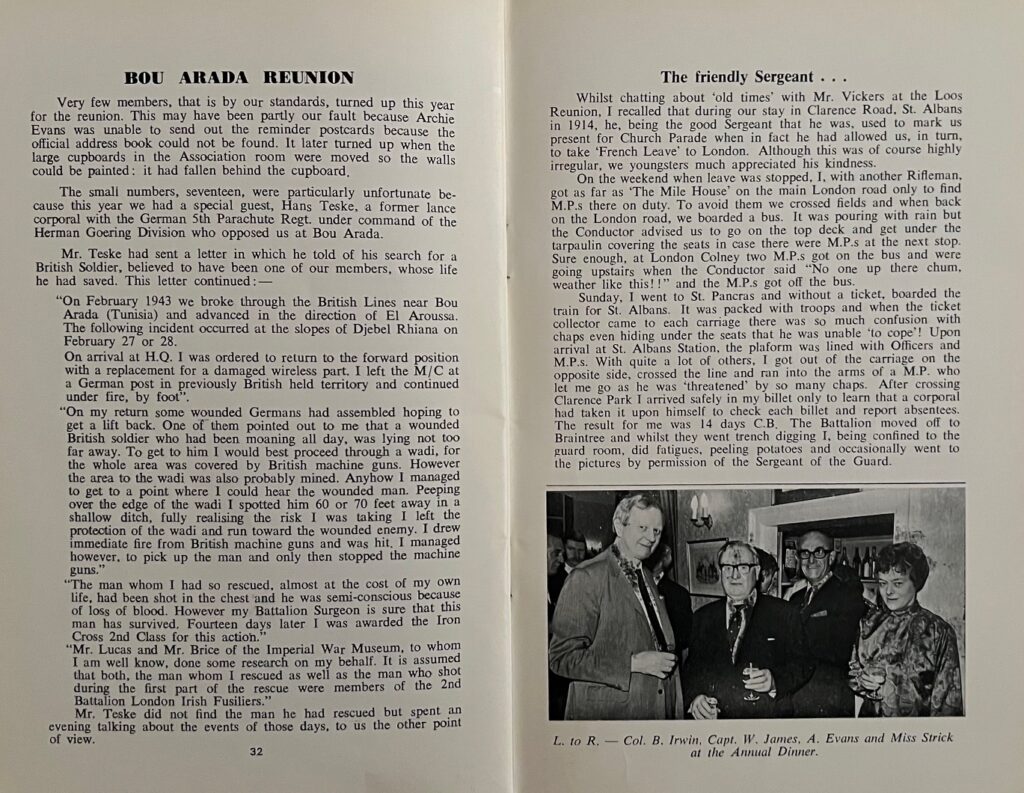 BOU ARADA REUNION
Very few members, that is by our standards, turned up this year
for the reunion. This may have been partly our fault because Archie
Evans was unable to send out the reminder postcards because the
official address book could not be found. It later turned up when the
large cupboards in the Association room were moved so the walls
could be painted: it had fallen behind the cupboard.
The small numbers, seventeen, were particularly unfortunate be-
cause this year we had a special guest, Hans Teske, a former lance
corporal with the German 5th Parachute Regt. under command of the
Herman Goering Division who opposed us at Bou Arada.
Mr. Teske had sent a letter in which he told of his search for a
British Soldier, believed to have been one of our members, whose life
he had saved. This letter continued:—
"On February 1943 we broke through the British Lines near Bou
Arada (Tunisia) and advanced in the direction of El Aroussa.
The following incident occurred at the slopes of Djebel Rhiana on
February 27 or 28.
On arrival at H.Q. I was ordered to return to the forward position
with a replacement for a damaged wireless part. I left the M/C at
a German post in previously British held territory and continued
under fire, by foot".
"On my return some wounded Germans had assembled hoping to
get a lift back. One of them pointed out to me that a wounded
British soldier who had been moaning all day, was lying not too
far away. To get to him I would best proceed through a wadi, for
the whole area was covered by British machine guns. However
the area to the wadi was also probably mined. Anyhow I managed
to get to a point where I could hear the wounded man. Peeping
over the edge of the wadi I spotted him 60 or 70 feet away in a
shallow ditch, fully realising the risk I was taking I left the
protection of the wadi and run toward the wounded enemy. I drew
immediate fire from British machine guns and was hit. I managed
however, to pick up the man and only then stopped the machine
guns."
"The man whom I had so rescued, almost at the cost of my own
life, had been shot in the chest and he was semi-conscious because
of loss of blood. However my Battalion Surgeon is sure that this
man has survived. Fourteen days later I was awarded the Iron
Cross 2nd Class for this action."
"Mr. Lucas and Mr. Brice of the Imperial War Museum, to whom
I am well know, done some research on my behalf. It is assumed
that both, the man whom I rescued as well as the man who shot
during the first part of the rescue were members of the 2nd
Battalion London Irish Fusiliers."
Mr. Teske did not find the man he had rescued but spent an
evening talking about the events of those days, to us the other point
of view.
32
The friendly Sergeant . . .
Whilst chatting about 'old times' with Mr. Vickers at the Loos
Reunion, I recalled that during our stay in Clarence Road, St. Albans
in 1914, he, being the good Sergeant that he was, used to mark us
present for Church Parade when in fact he had allowed us, in turn,
to take 'French Leave' to London. Although this was of course highly
irregular, we youngsters much appreciated his kindness.
On the weekend when leave was stopped, I, with another Rifleman,
got as far as 'The Mile House' on the main London road only to find
M.P.s there on duty. To avoid them we crossed fields and when back
on the London road, we boarded a bus. It was pouring with rain but
the Conductor advised us to go on the top deck and get under the
tarpaulin covering the seats in case there were M.P.s at the next stop.
Sure enough, at London Colney two M.P.s got on the bus and were
going upstairs when the Conductor said "No one up there chum,
weather like this!!" and the M.P.s got off the bus.
Sunday, I went to St. Pancras and without a ticket, boarded the
train for St. Albans. It was packed with troops and when the ticket
collector came to each carriage there was so much confusion with
chaps even hiding under the seats that he was unable 'to cope'! Upon
arrival at St. Albans Station, the plaform was lined with Officers and
M.P.s. With quite a lot of others, I got out of the carriage on the
opposite side, crossed the line and ran into the arms of a M.P. who
let me go as he was 'threatened' by so many chaps. After crossing
Clarence Park I arrived safely in my billet only to learn that a corporal
had taken it upon himself to check each billet and report absentees.
The result for me was 14 days C.B. The Battalion moved off to
Braintree and whilst they went trench digging I, being confined to the
guard room, did fatigues, peeling potatoes and occasionally went to
the pictures by permission of the Sergeant of the Guard.
L. to R. — Col. B. Irwin, Capt. W. James, A. Evans and Miss Strick
at the Annual Dinner.